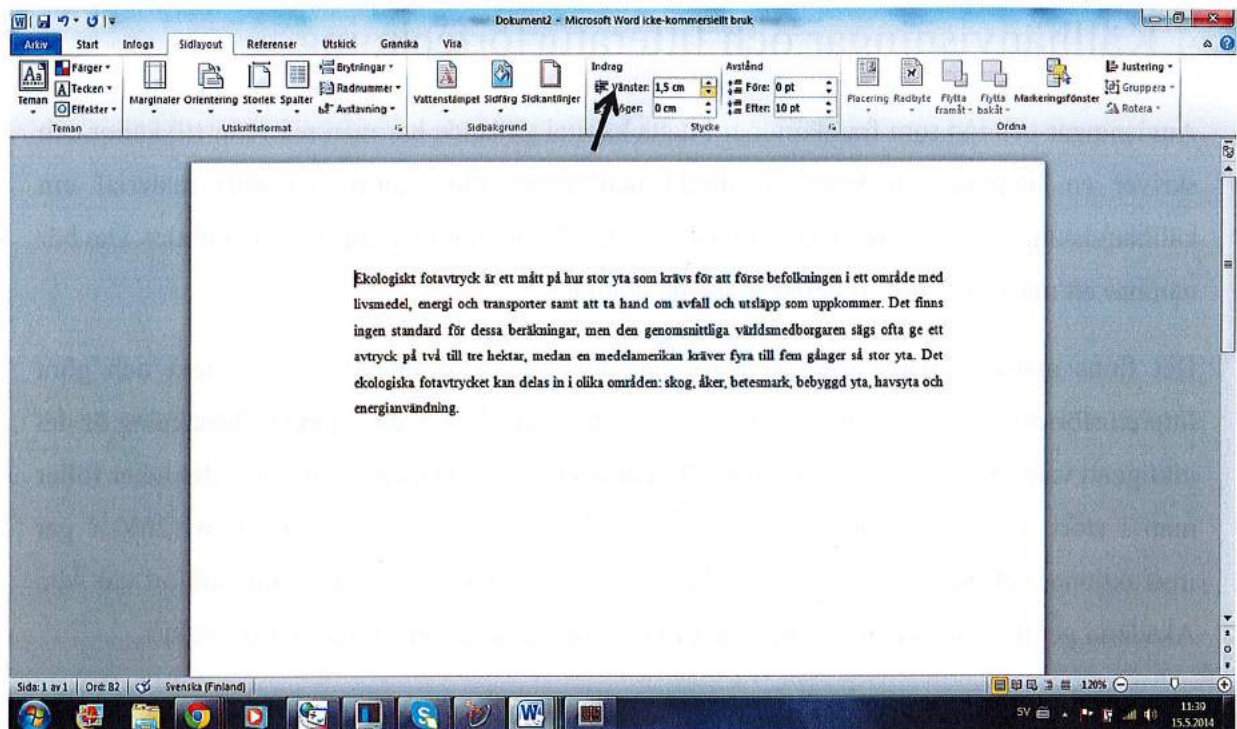 Dokument2 - Microsoft Word icke-kommersiellt bruk
Arkiv Start Infoga Sidlayout Referenser Utskick Granska Visa
Teman
Färger
Tecken
Effekter
Teman
Marginaler Orientering Storlek Spalter
Brytningar
Radnummer
Avstavning
Utskriftsformat
Vattenstämpel Sidfärg Sidkantlinjer
Sidbakgrund
Indrag
Vänster: 1,5 cm
Höger: 0 cm
Avstånd
Före: 0 pt
Efter: 10 pt
Stycke
Placering Radbyte Flytta framåt Flytta bakåt Markeringsfönster
Justering
Gruppera
Rotera
Ordna
Ekologiskt fotavtryck är ett mått på hur stor yta som krävs för att förse befolkningen i ett område med
livsmedel, energi och transporter samt att ta hand om avfall och utsläpp som uppkommer. Det finns
ingen standard för dessa beräkningar, men den genomsnittliga världsmedborgaren sägs ofta ge ett
avtryck på två till tre hektar, medan en medelamerikan kräver fyra till fem gånger så stor yta. Det
ekologiska fotavtrycket kan delas in i olika områden: skog, åker, betesmark, bebyggd yta, havsyta och
energianvändning.
Sida: 1 av 1 Ord: 82 Svenska (Finland) 120%
SV 11:39
15.5.2014